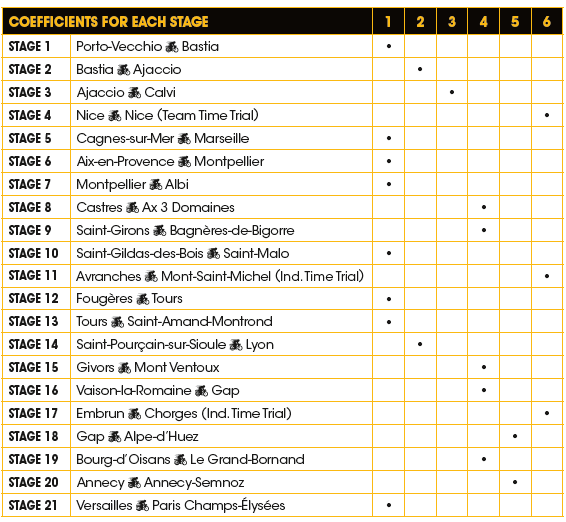 COEFFICIENTS FOR EACH STAGE 1 2 3 4 5 6
STAGE 1 Porto-Vecchio Bastia •
STAGE 2 Bastia Ajaccio •
STAGE 3 Ajaccio Calvi •
STAGE 4 Nice Nice (Team Time Trial) •
STAGE 5 Cagnes-sur-Mer Marseille •
STAGE 6 Aix-en-Provence Montpellier •
STAGE 7 Montpellier Albi •
STAGE 8 Castres Ax 3 Domaines •
STAGE 9 Saint-Girons Bagnères-de-Bigorre •
STAGE 10 Saint-Gildas-des-Bois Saint-Malo •
STAGE 11 Avranches Mont-Saint-Michel (Ind. Time Trial) •
STAGE 12 Fougères Tours •
STAGE 13 Tours Saint-Amand-Montrond •
STAGE 14 Saint-Pourçain-sur-Sioule Lyon •
STAGE 15 Givors Mont Ventoux •
STAGE 16 Vaison-la-Romaine Gap •
STAGE 17 Embrun Chorges (Ind. Time Trial) •
STAGE 18 Gap Alpe-d'Huez •
STAGE 19 Bourg-d'Oisans Le Grand-Bornand •
STAGE 20 Annecy Annecy-Semnoz •
STAGE 21 Versailles Paris Champs-Élysées •